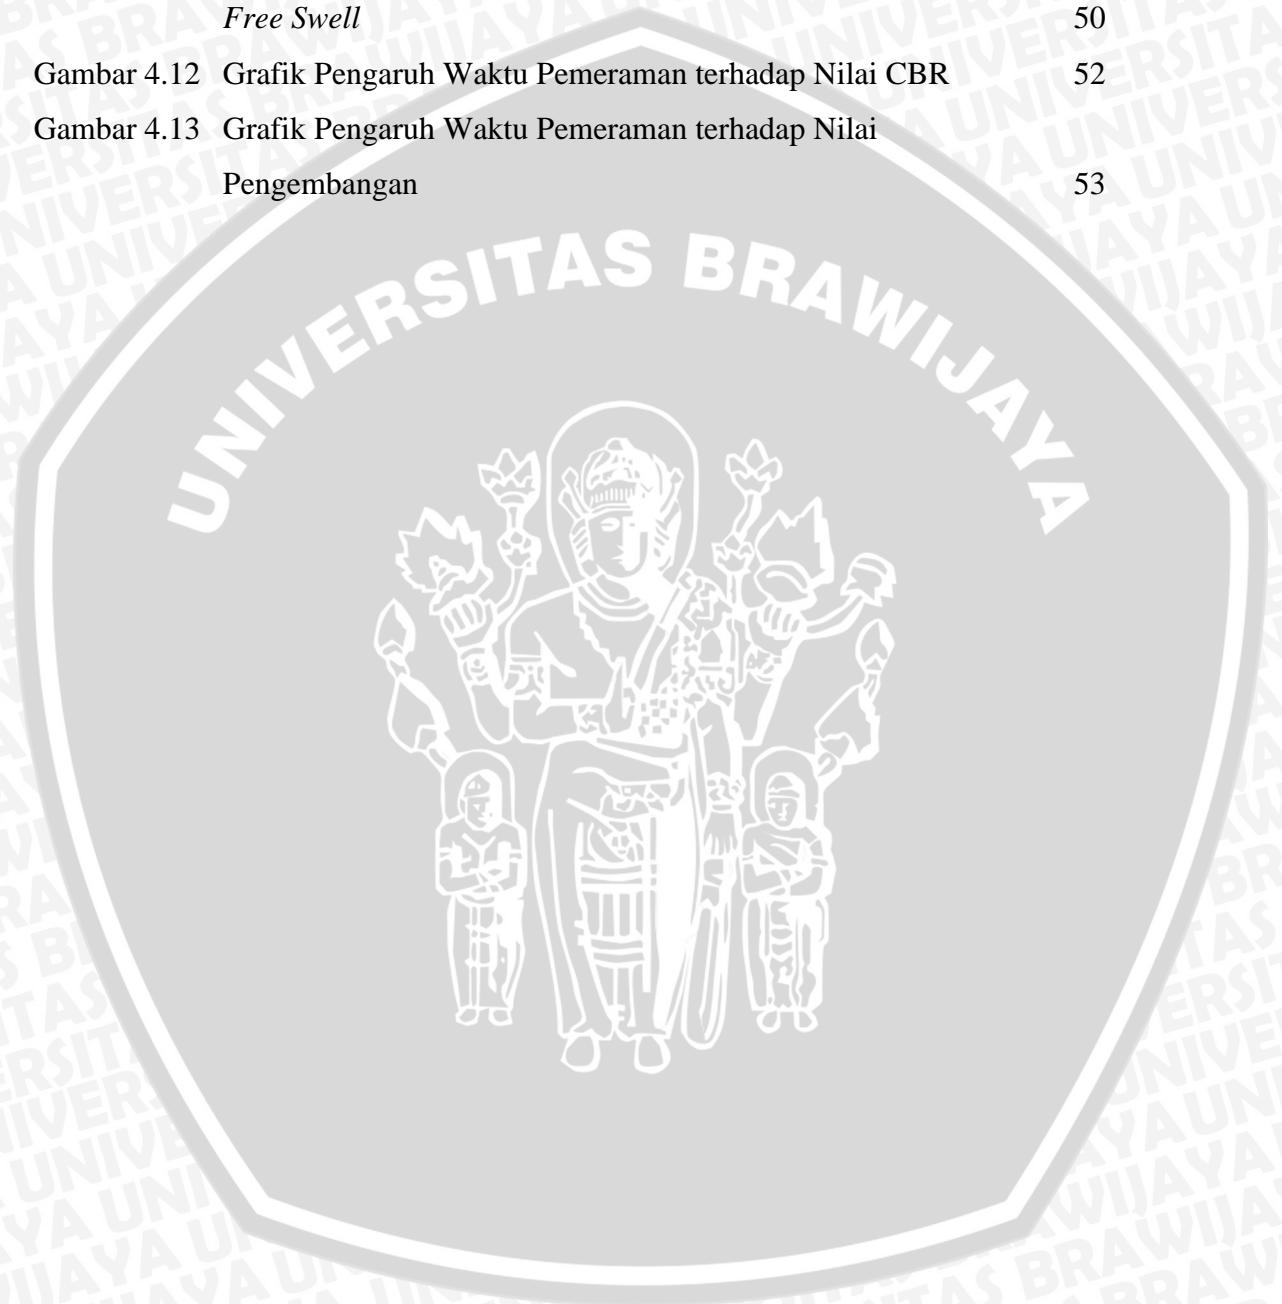 Free Swell 50
Gambar 4.12 Grafik Pengaruh Waktu Pemeraman terhadap Nilai CBR 52
Gambar 4.13 Grafik Pengaruh Waktu Pemeraman terhadap Nilai
Pengembangan 53
UNIVERSITAS BRAWIJAYA